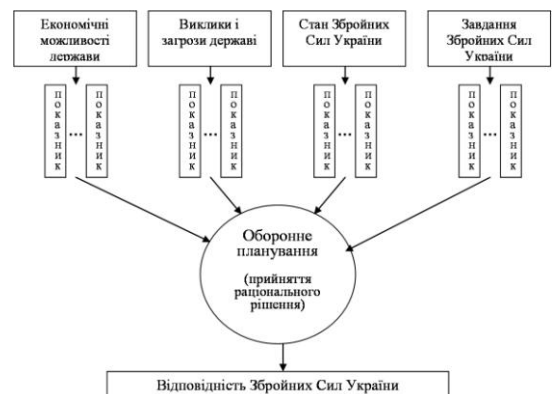 Економічні
можливості
держави
Виклики і
загрози державі
Стан Збройних
Сил України
Завдання
Збройних Сил
України
показник
...
показник
показник
...
показник
показник
...
показник
показник
...
показник
Оборонне
планування
(прийняття
раціонального
рішення)
Відповідність Збройних Сил України